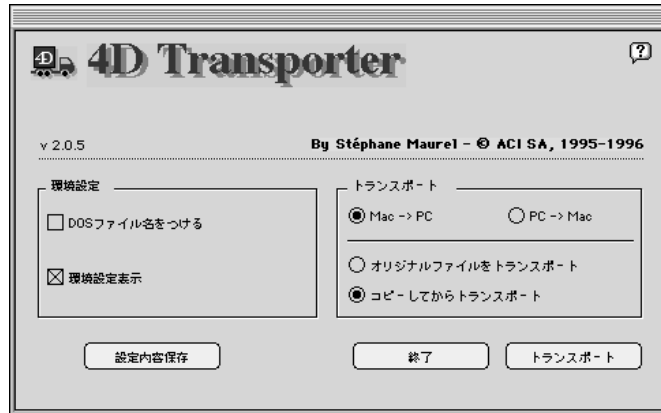 4D Transporter
v 2.0.5
By Stéphane Maurel - © ACI SA, 1995-1996
環境設定
DOSファイル名をつける
環境設定表示
設定内容保存
トランスポート
Mac -> PC
PC -> Mac
オリジナルファイルをトランスポート
コピーしてからトランスポート
終了
トランスポート